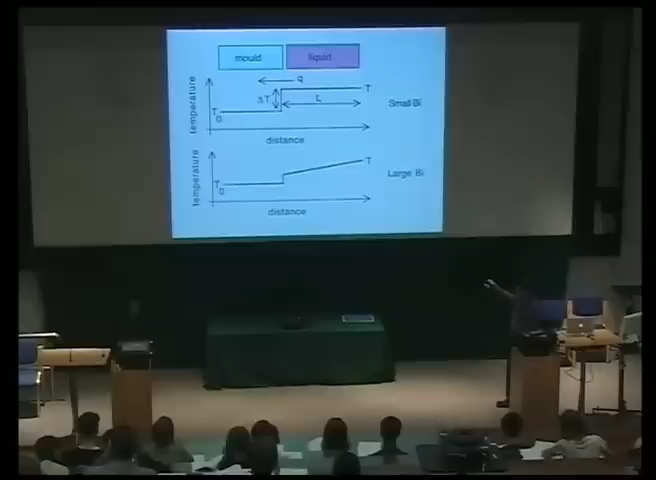 mould liquid
q
temperature
ΔT
T
L
T0
Small Bi
distance
temperature
T
T0
Large Bi
distance